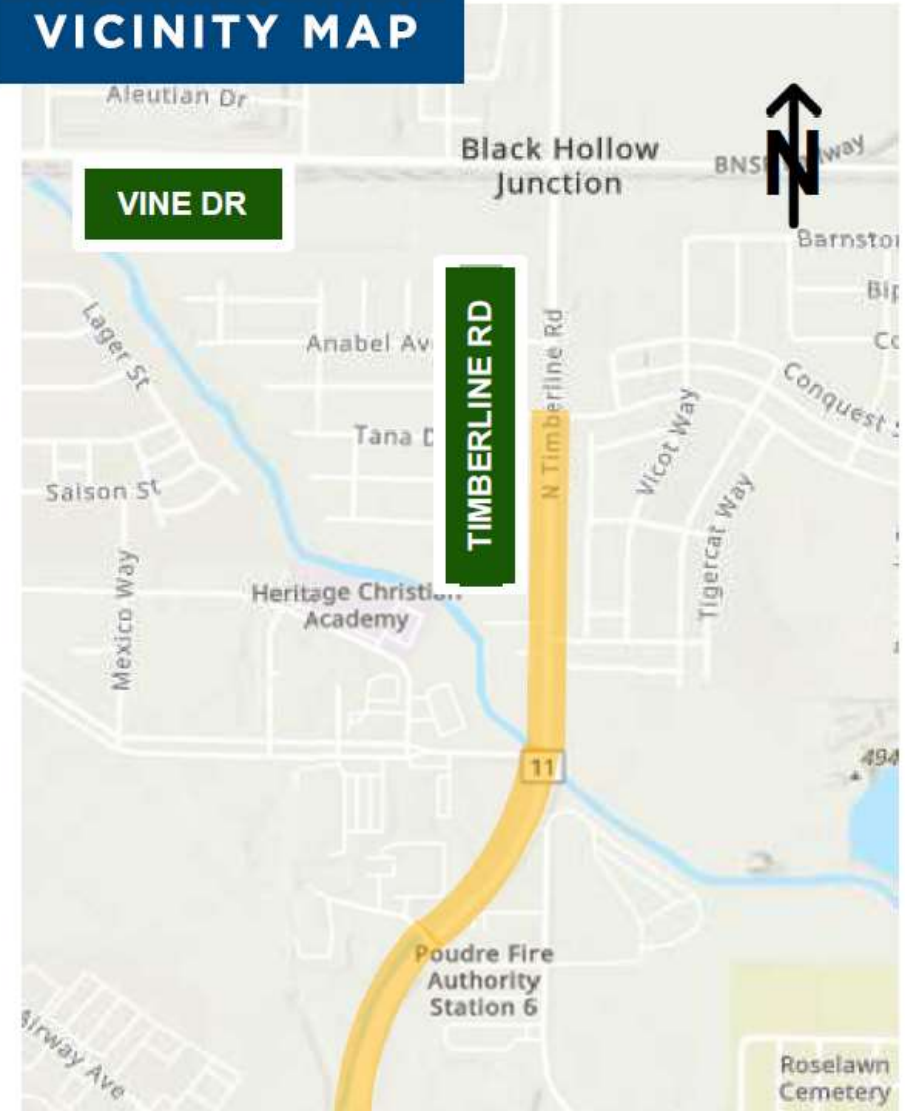 VICINITY MAP
Aleutian Dr
Black Hollow
Junction
N
VINE DR
TIMBERLINE RD
N Timberline Rd
Lager St
Anabel Av
Tana D
Vicot Way
Conquest
Saison St
Tigercat Way
Mexico Way
Heritage Christi
Academy
11
494
Poudre Fire
Authority
Station 6
Airway Ave
Roselawn
Cemetery